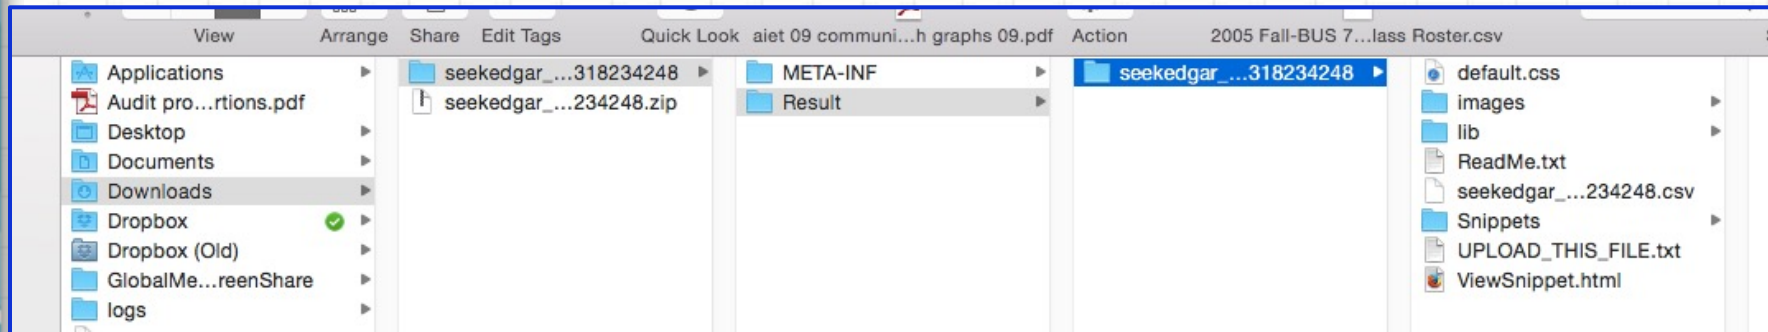 View Arrange Share Edit Tags Quick Look aiet 09 communi...h graphs 09.pdf Action 2005 Fall-BUS 7...lass Roster.csv
Applications
Audit pro...rtions.pdf
Desktop
Documents
Downloads
Dropbox
Dropbox (Old)
GlobalMe...reenShare
logs
seekedgar_...318234248
seekedgar_...234248.zip
META-INF
Result
seekedgar_...318234248
default.css
images
lib
ReadMe.txt
seekedgar_...234248.csv
Snippets
UPLOAD_THIS_FILE.txt
ViewSnippet.html